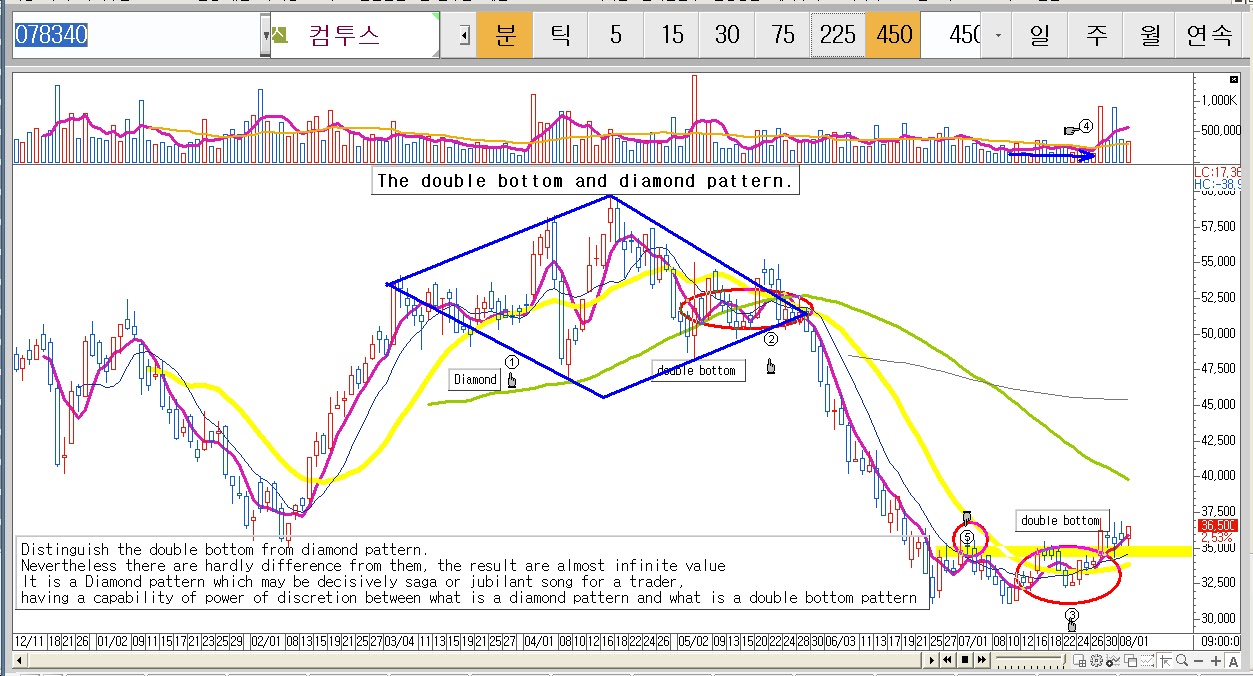 078340 컴투스 분 틱 5 15 30 75 225 450 450 일 주 월 연속
1,000K
④
500,000
The double bottom and diamond pattern.
LC:17,36
HC:-38,9
60,000
57,500
55,000
52,500
50,000
②
①
47,500
Diamond
double bottom
45,000
42,500
40,000
37,500
double bottom
36,500
2,53%
⑤
35,000
Distinguish the double bottom from diamond pattern.
Nevertheless there are hardly difference from them, the result are almost infinite value
It is a Diamond pattern which may be decisively saga or jubilant song for a trader,
having a capability of power of discretion between what is a diamond pattern and what is a double bottom pattern
32,500
③
30,000
12/11 18 21 26 01/02 09 11 15 18 22 24 29 02/01 08 13 15 19 21 25 27 03/04 11 13 15 19 21 25 27 04/01 08 10 12 16 18 22 24 26 05/02 09 13 15 20 22 24 28 30 06/03 11 13 17 19 21 25 27 07/01 08 10 12 16 18 22 24 26 30 08/01 09:00:0
A